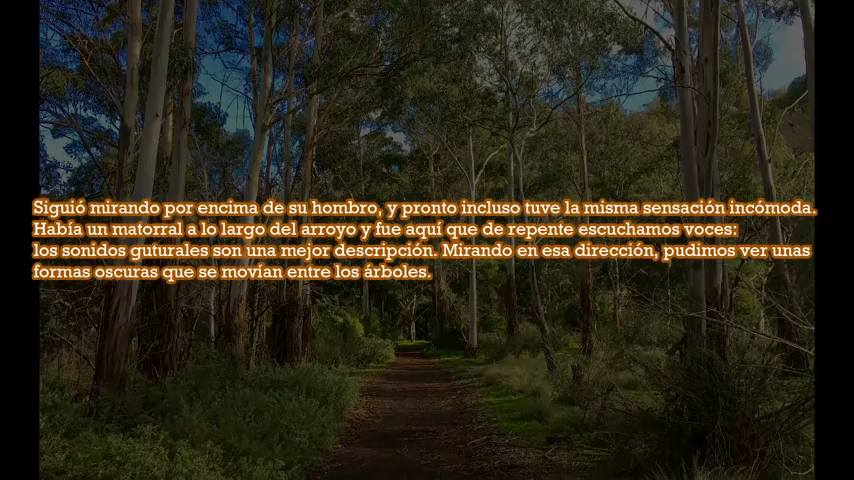 Siguió mirando por encima de su hombro, y pronto incluso tuve la misma sensación incómoda.
Había un matorral a lo largo del arroyo y fue aquí que de repente escuchamos voces:
los sonidos guturales son una mejor descripción. Mirando en esa dirección, pudimos ver unas
formas oscuras que se movían entre los árboles.